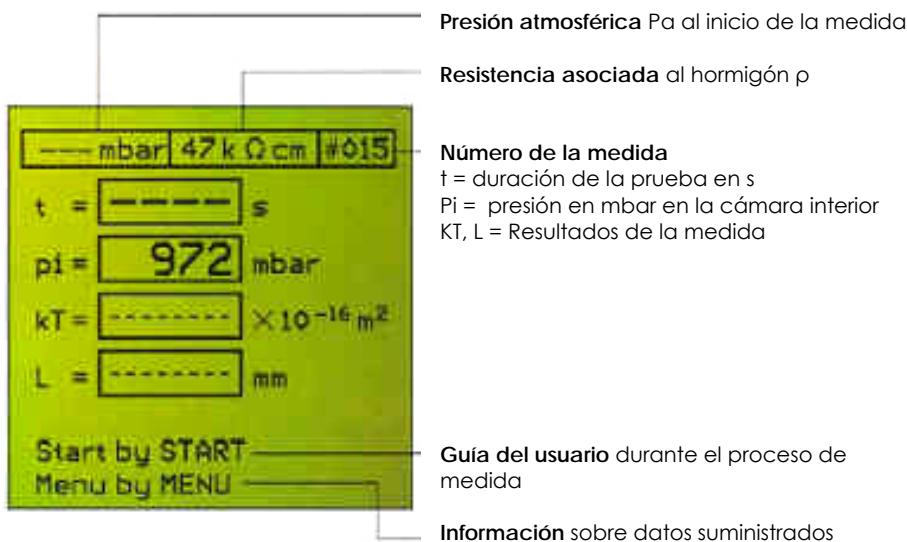 Presión atmosférica Pa al inicio de la medida
Resistencia asociada al hormigón ρ
--- mbar 47 k Ω cm #015
t = ---- s
pi = 972 mbar
kT = -------- ×10⁻¹⁶ m²
L = -------- mm
Start by START
Menu by MENU
Número de la medida
t = duración de la prueba en s
Pi = presión en mbar en la cámara interior
KT, L = Resultados de la medida
Guía del usuario durante el proceso de
medida
Información sobre datos suministrados